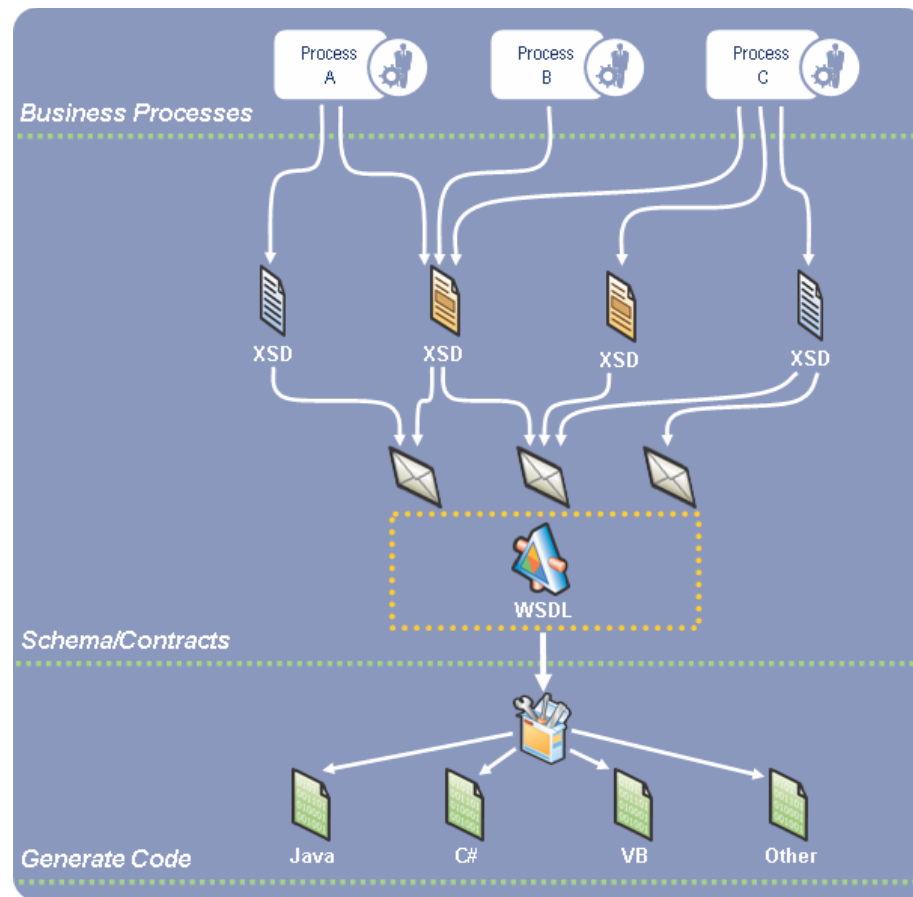 Process
A
Process
B
Process
C
Business Processes
XSD
XSD
XSD
XSD
WSDL
Schema/Contracts
Java
C#
VB
Other
Generate Code